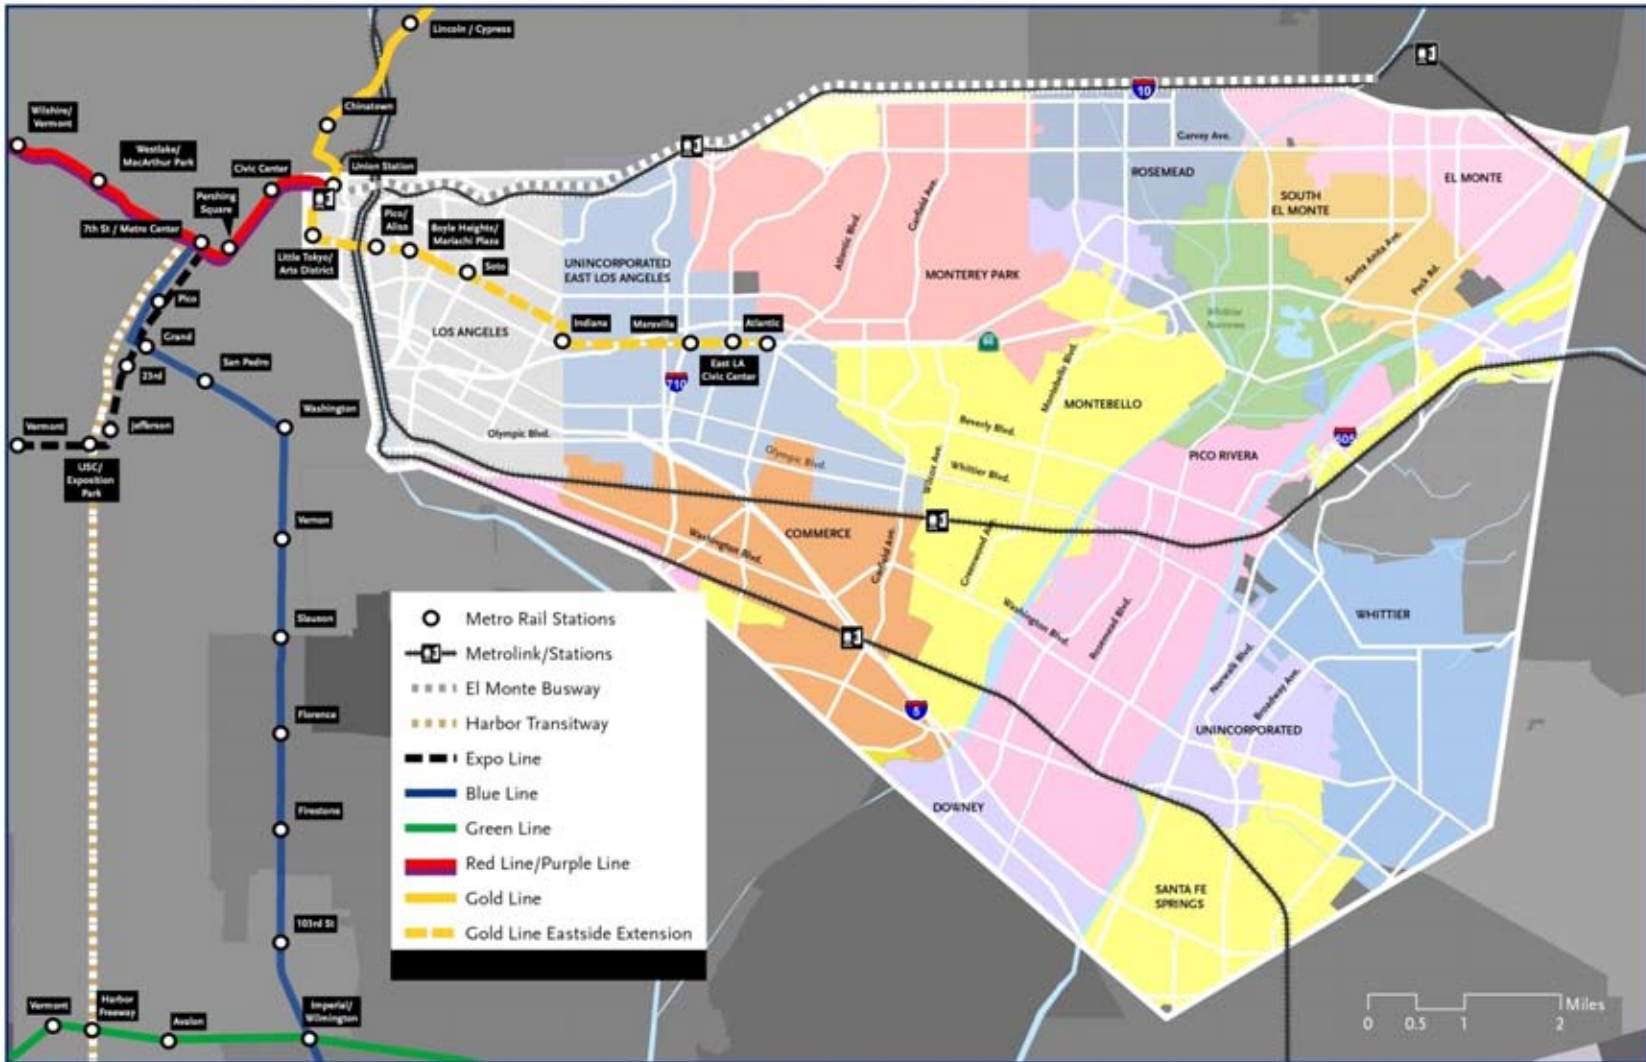 Lincoln / Cypress
Chinatown
Wilshire/
Vermont
Westlake/
MacArthur Park
Civic Center
Union Station
Pershing
Square
7th St / Metro Center
Little Tokyo/
Arts District
Pico/
Aliso
Boyle Heights/
Mariachi Plaza
Soto
Indiana
Maravilla
Atlantic
East LA
Civic Center
Pico
Grand
23rd
San Pedro
Washington
Jefferson
Vermont
USC/
Exposition
Park
Vernon
Slauson
Florence
Firestone
103rd St
Vermont
Harbor
Freeway
Avalon
Imperial/
Wilmington
10
Garvey Ave.
ROSEMEAD
EL MONTE
SOUTH
EL MONTE
Atlantic Blvd.
Garfield Ave.
UNINCORPORATED
EAST LOS ANGELES
MONTEREY PARK
Santa Anita Ave.
Peck Rd.
Whittier
Narrows
LOS ANGELES
60
710
Montebello Blvd.
MONTEBELLO
Beverly Blvd.
Olympic Blvd.
Olympic Blvd.
Wilcox Ave.
Whittier Blvd.
PICO RIVERA
605
COMMERCE
Washington Blvd.
Garfield Ave.
Greenwood Ave.
Washington Blvd.
Rosemead Blvd.
WHITTIER
Norwalk Blvd.
Broadway Ave.
UNINCORPORATED
5
DOWNEY
SANTA FE
SPRINGS
Metro Rail Stations
Metrolink/Stations
El Monte Busway
Harbor Transitway
Expo Line
Blue Line
Green Line
Red Line/Purple Line
Gold Line
Gold Line Eastside Extension
Miles
0 0.5 1 2